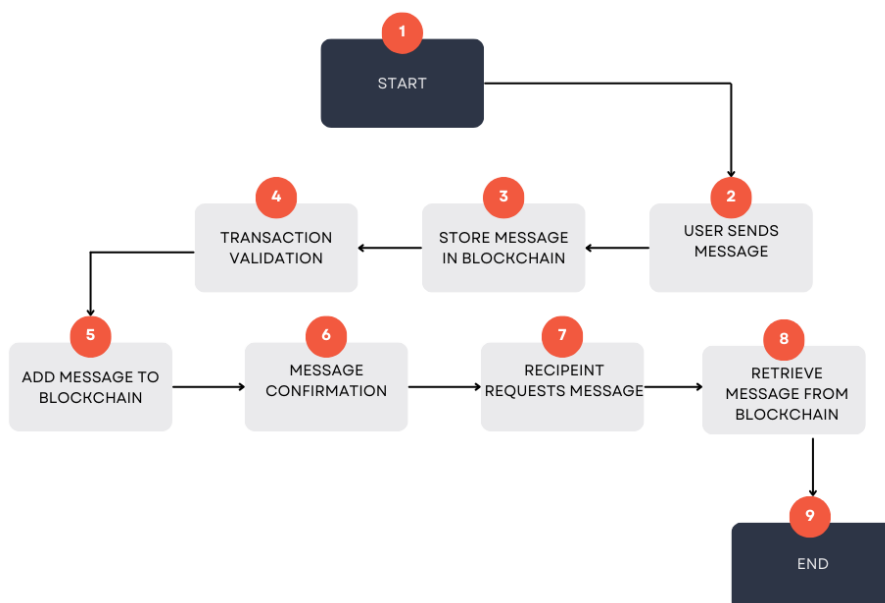 1
START
2
USER SENDS
MESSAGE
3
STORE MESSAGE
IN BLOCKCHAIN
4
TRANSACTION
VALIDATION
5
ADD MESSAGE TO
BLOCKCHAIN
6
MESSAGE
CONFIRMATION
7
RECIPEINT
REQUESTS MESSAGE
8
RETRIEVE
MESSAGE FROM
BLOCKCHAIN
9
END